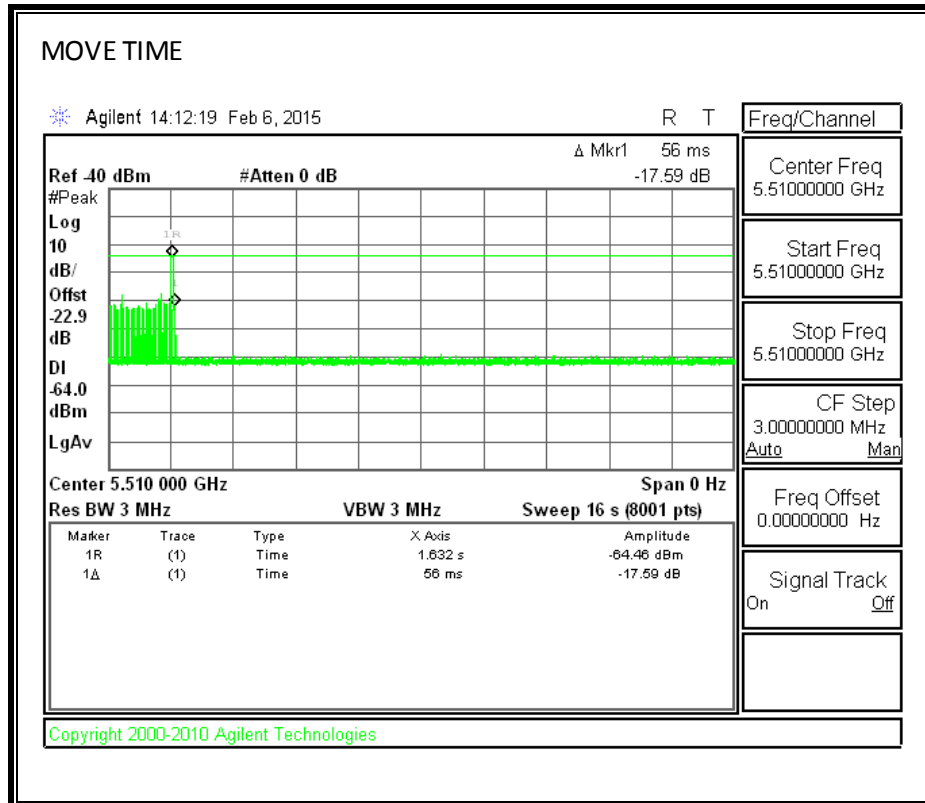 MOVE TIME
Agilent 14:12:19 Feb 6, 2015 R T
Δ Mkr1 56 ms
Ref -40 dBm #Atten 0 dB -17.59 dB
#Peak
Log
10
dB/
Offst
-22.9
dB
DI
-64.0
dBm
LgAv
1R
1
Center 5.510 000 GHz Span 0 Hz
Res BW 3 MHz VBW 3 MHz Sweep 16 s (8001 pts)
Marker Trace Type X Axis Amplitude
1R (1) Time 1.632 s -64.46 dBm
1Δ (1) Time 56 ms -17.59 dB
Copyright 2000-2010 Agilent Technologies
Freq/Channel
Center Freq
5.51000000 GHz
Start Freq
5.51000000 GHz
Stop Freq
5.51000000 GHz
CF Step
3.00000000 MHz
Auto Man
Freq Offset
0.00000000 Hz
Signal Track
On Off